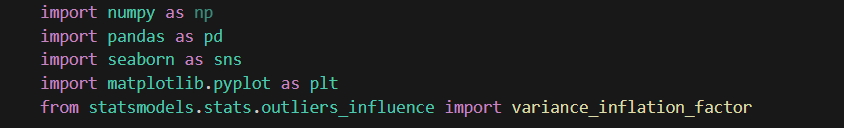 import numpy as np
import pandas as pd
import seaborn as sns
import matplotlib.pyplot as plt
from statsmodels.stats.outliers_influence import variance_inflation_factor